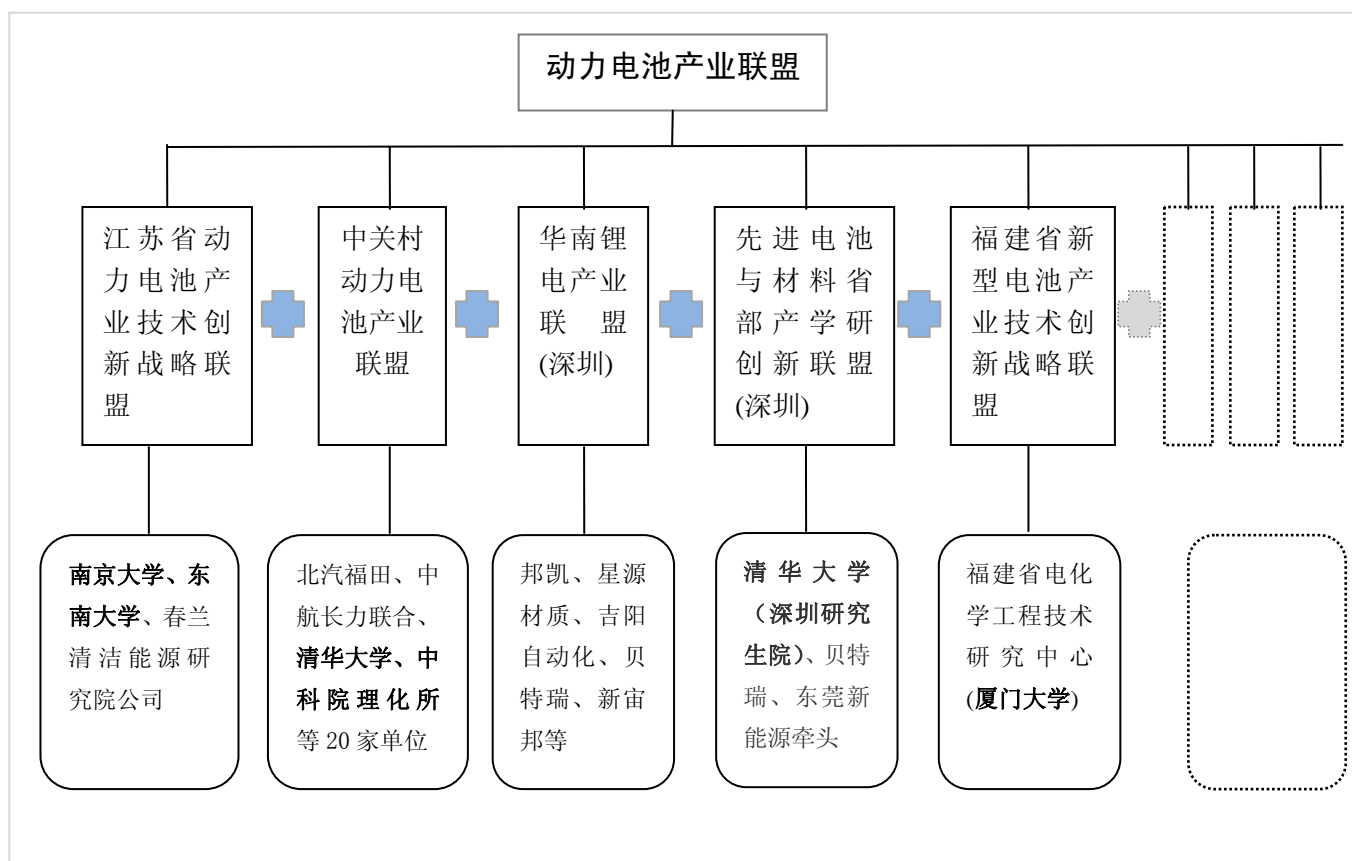 动力电池产业联盟
江苏省动
力电池产
业技术创
新战略联
盟
中关村
动力电
池产业
联盟
华南锂
电产业
联盟
(深圳)
先进电池
与材料省
部产学研
创新联盟
(深圳)
福建省新
型电池产
业技术创
新战略联
盟
南京大学、东
南大学、春兰
清洁能源研
究院公司
北汽福田、中
航长力联合、
清华大学、中
科院理化所
等 20 家单位
邦凯、星源
材质、吉阳
自动化、贝
特瑞、新宙
邦等
清华大学
（深圳研究
生院）、贝特
瑞、东莞新
能源牵头
福建省电化
学工程技术
研究中心
(厦门大学)